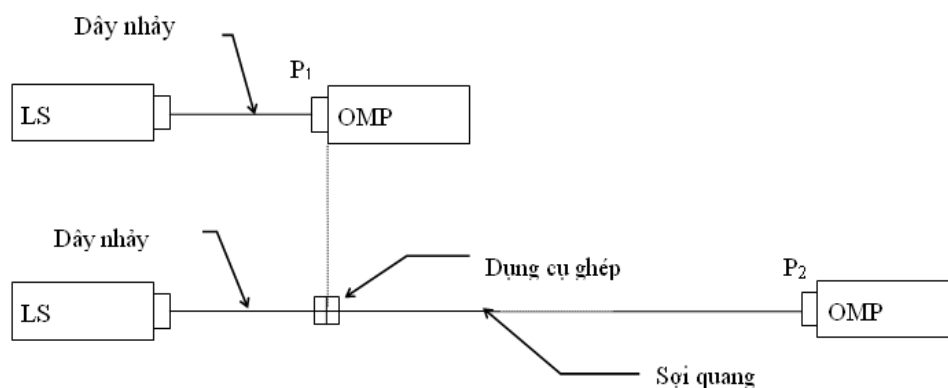 Dây nhảy
P1
LS
OMP
Dây nhảy
Dụng cụ ghép
P2
LS
OMP
Sợi quang